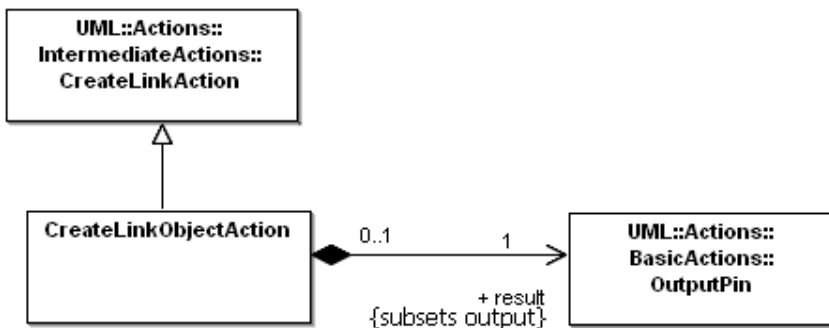 UML::Actions::
IntermediateActions::
CreateLinkAction
CreateLinkObjectAction
0..1
1
UML::Actions::
BasicActions::
OutputPin
+ result
{subsets output}